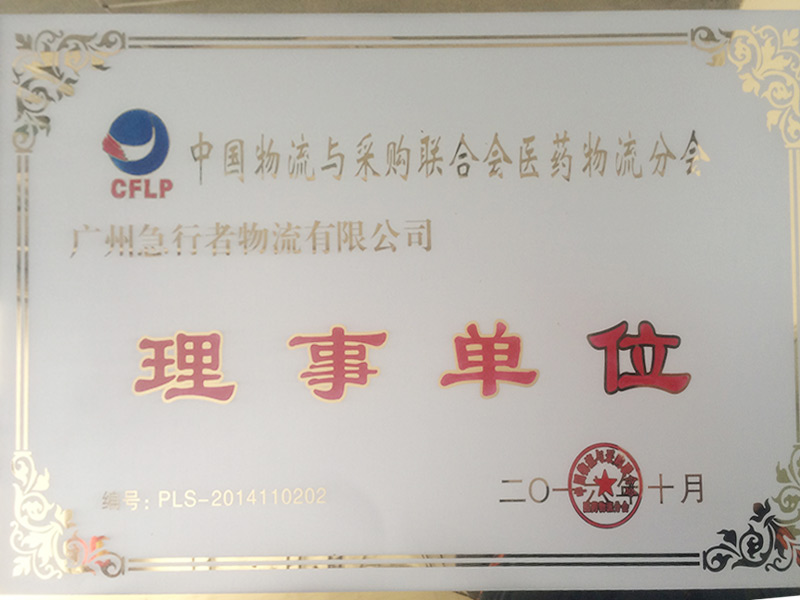 中国物流与采购联合会医药物流分会
CFLP
广州急行者物流有限公司
理事单位
编号：PLS-2014110202
二〇一六年十月